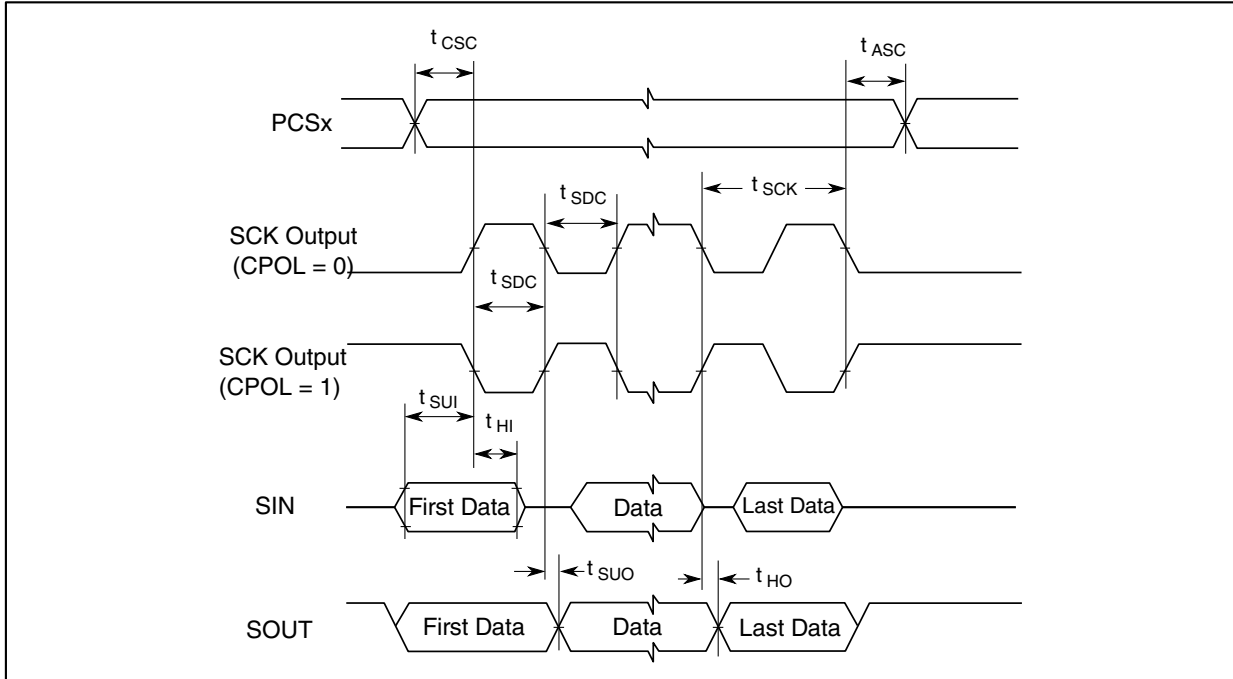 t CSC
t ASC
PCSx
t SDC
t SCK
SCK Output
(CPOL = 0)
t SDC
SCK Output
(CPOL = 1)
t SUI
t HI
SIN
First Data
Data
Last Data
t SUO
t HO
SOUT
First Data
Data
Last Data